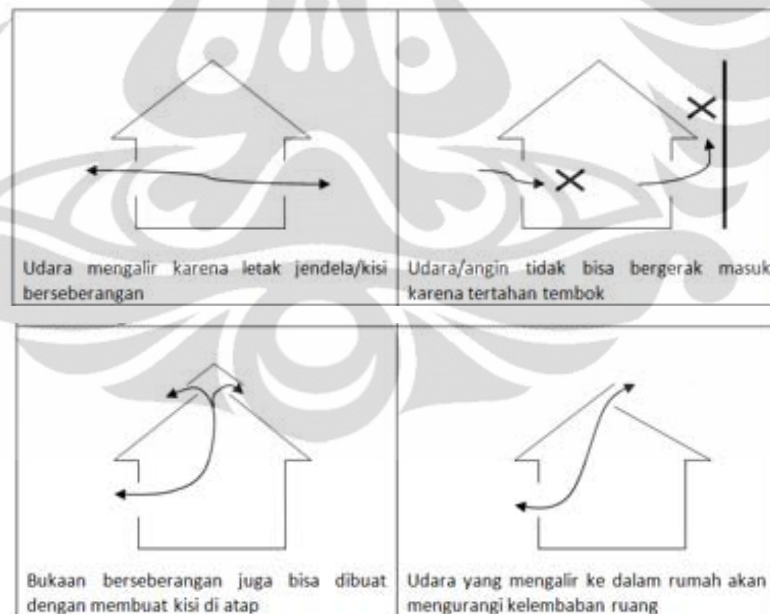 Udara mengalir karena letak jendela/kisi
berseberangan
Udara/angin tidak bisa bergerak masuk
karena tertahan tembok
Bukaan berseberangan juga bisa dibuat
dengan membuat kisi di atap
Udara yang mengalir ke dalam rumah akan
mengurangi kelembaban ruang